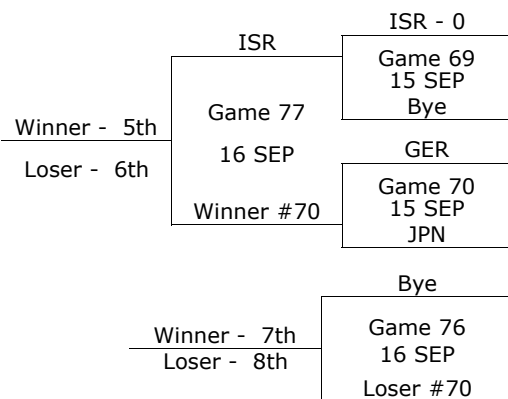 ISR - 0
ISR
Game 69
15 SEP
Bye
Game 77
16 SEP
Winner - 5th
Loser - 6th
GER
Game 70
15 SEP
JPN
Winner #70
Bye
Game 76
16 SEP
Winner - 7th
Loser - 8th
Loser #70